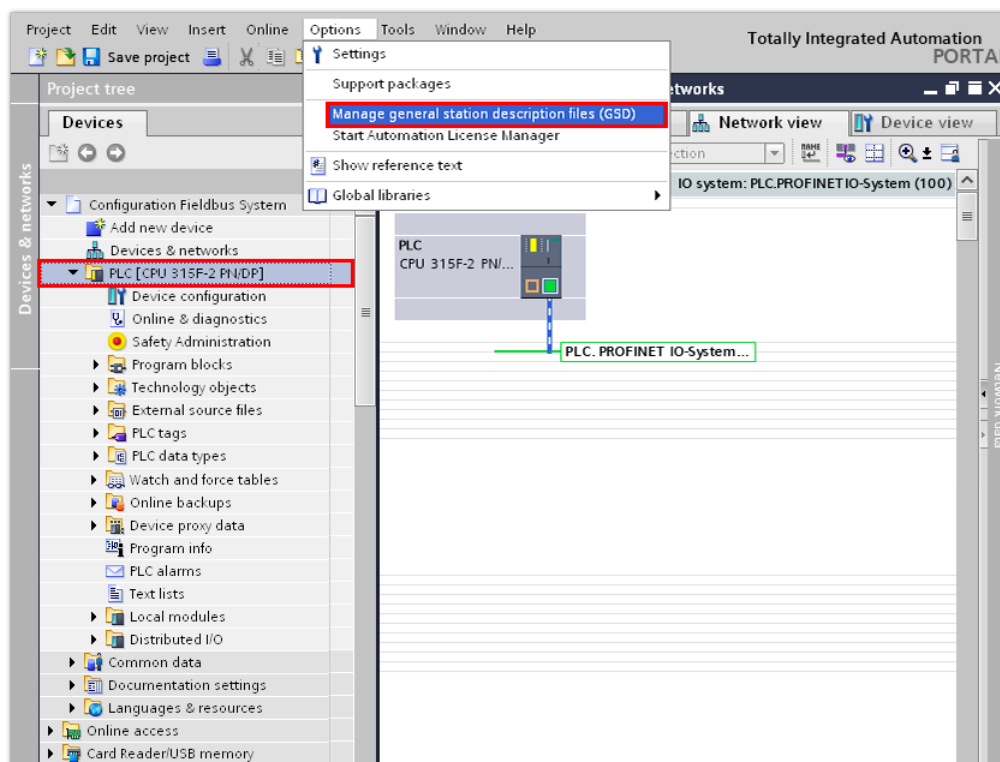 Project Edit View Insert Online Options Tools Window Help
Totally Integrated Automation
PORTA
Save project
Settings
Support packages
Manage general station description files (GSD)
Start Automation License Manager
Show reference text
Global libraries
Project tree
etworks
Devices
Network view
Device view
ction
IO system: PLC.PROFINET IO-System (100)
Devices & networks
Configuration Fieldbus System
Add new device
Devices & networks
PLC [CPU 315F-2 PN/DP]
Device configuration
Online & diagnostics
Safety Administration
Program blocks
Technology objects
External source files
PLC tags
PLC data types
Watch and force tables
Online backups
Device proxy data
Program info
PLC alarms
Text lists
Local modules
Distributed I/O
Common data
Documentation settings
Languages & resources
Online access
Card Reader/USB memory
PLC
CPU 315F-2 PN/...
PLC. PROFINET IO-System...
Network data